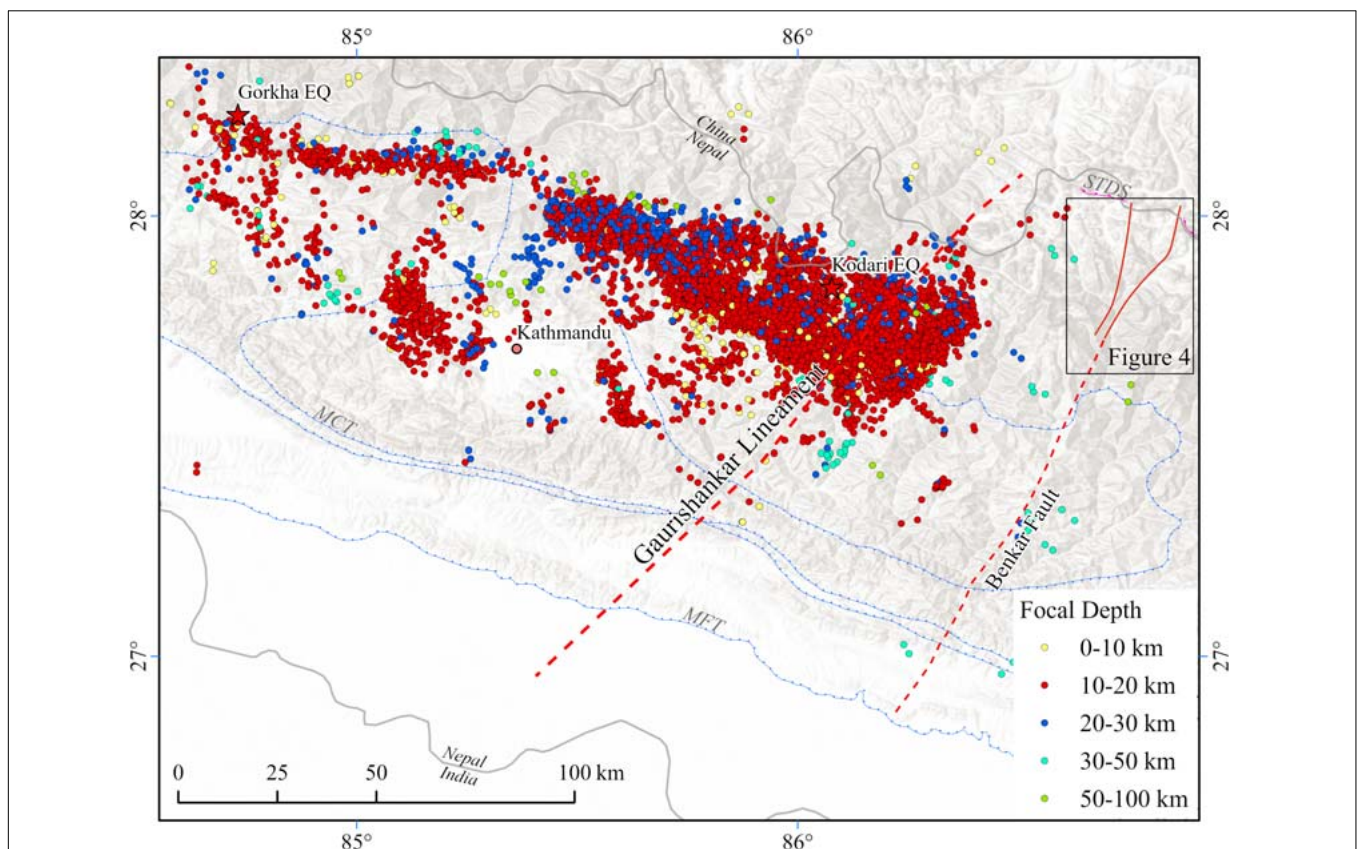 85°
86°
Gorkha EQ
China
Nepal
STDS
28°
28°
Kodari EQ
Kathmandu
Figure 4
MCT
Gaurishankar Lineament
Benkar Fault
MFT
Focal Depth
27°
27°
0-10 km
10-20 km
20-30 km
30-50 km
50-100 km
Nepal
India
0 25 50 100 km
85°
86°